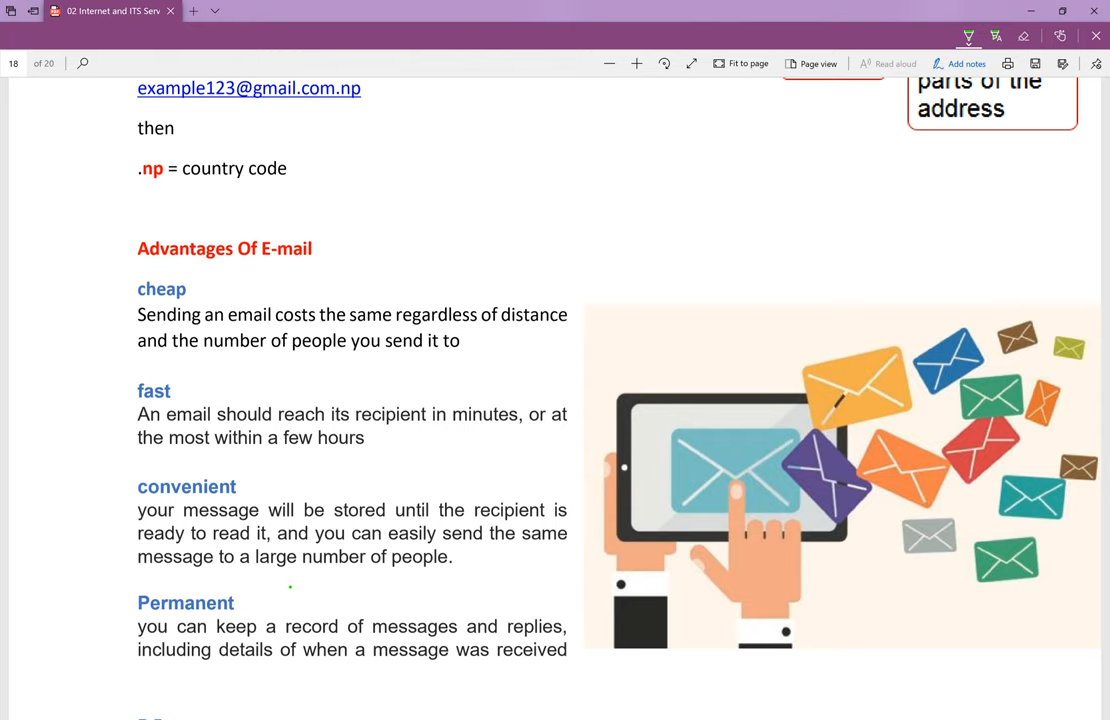 02 Internet and ITS Serv
18 of 20
Fit to page
Page view
Read aloud
Add notes
example123@gmail.com.np
parts of the
address
then
.np = country code
Advantages Of E-mail
cheap
Sending an email costs the same regardless of distance
and the number of people you send it to
fast
An email should reach its recipient in minutes, or at
the most within a few hours
convenient
your message will be stored until the recipient is
ready to read it, and you can easily send the same
message to a large number of people.
Permanent
you can keep a record of messages and replies,
including details of when a message was received